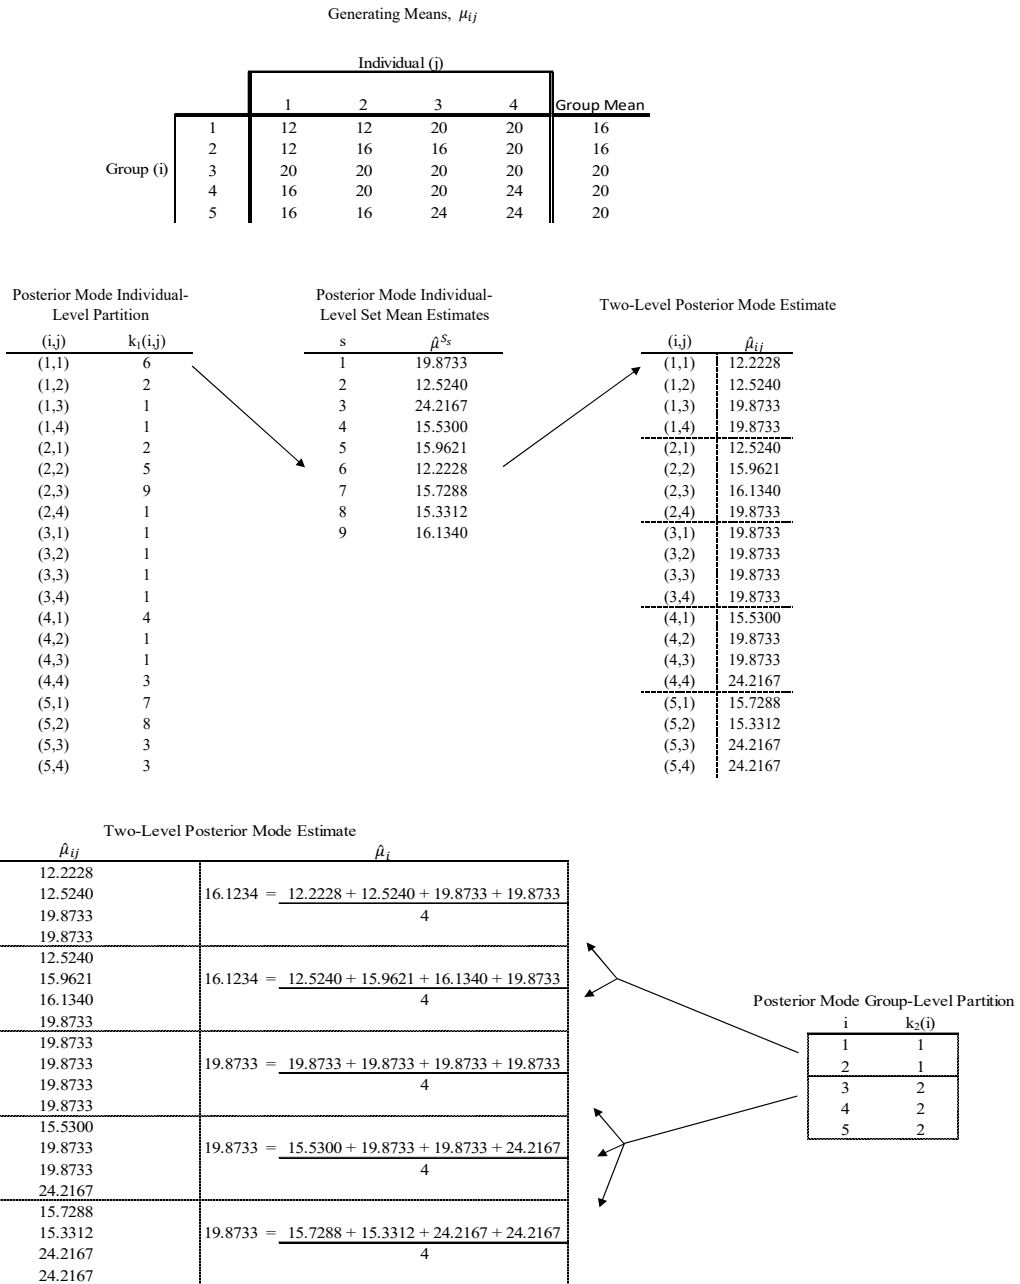 Generating Means, μij
Individual (j)
1 2 3 4 Group Mean
1 12 12 20 20 16
2 12 16 16 20 16
Group (i) 3 20 20 20 20 20
4 16 20 20 24 20
5 16 16 24 24 20
Posterior Mode Individual-
Level Partition
(i,j) k₁(i,j)
(1,1) 6
(1,2) 2
(1,3) 1
(1,4) 1
(2,1) 2
(2,2) 5
(2,3) 9
(2,4) 1
(3,1) 1
(3,2) 1
(3,3) 1
(3,4) 1
(4,1) 4
(4,2) 1
(4,3) 1
(4,4) 3
(5,1) 7
(5,2) 8
(5,3) 3
(5,4) 3
Posterior Mode Individual-
Level Set Mean Estimates
s μ̂^Ss
1 19.8733
2 12.5240
3 24.2167
4 15.5300
5 15.9621
6 12.2228
7 15.7288
8 15.3312
9 16.1340
Two-Level Posterior Mode Estimate
(i,j) μ̂ij
(1,1) 12.2228
(1,2) 12.5240
(1,3) 19.8733
(1,4) 19.8733
(2,1) 12.5240
(2,2) 15.9621
(2,3) 16.1340
(2,4) 19.8733
(3,1) 19.8733
(3,2) 19.8733
(3,3) 19.8733
(3,4) 19.8733
(4,1) 15.5300
(4,2) 19.8733
(4,3) 19.8733
(4,4) 24.2167
(5,1) 15.7288
(5,2) 15.3312
(5,3) 24.2167
(5,4) 24.2167
Two-Level Posterior Mode Estimate
μ̂ij μ̂i
12.2228
12.5240 16.1234 = 12.2228 + 12.5240 + 19.8733 + 19.8733
19.8733 4
19.8733
12.5240
15.9621 16.1234 = 12.5240 + 15.9621 + 16.1340 + 19.8733
16.1340 4
19.8733
19.8733
19.8733 19.8733 = 19.8733 + 19.8733 + 19.8733 + 19.8733
19.8733 4
19.8733
15.5300
19.8733 19.8733 = 15.5300 + 19.8733 + 19.8733 + 24.2167
19.8733 4
24.2167
15.7288
15.3312 19.8733 = 15.7288 + 15.3312 + 24.2167 + 24.2167
24.2167 4
24.2167
Posterior Mode Group-Level Partition
i k₂(i)
1 1
2 1
3 2
4 2
5 2